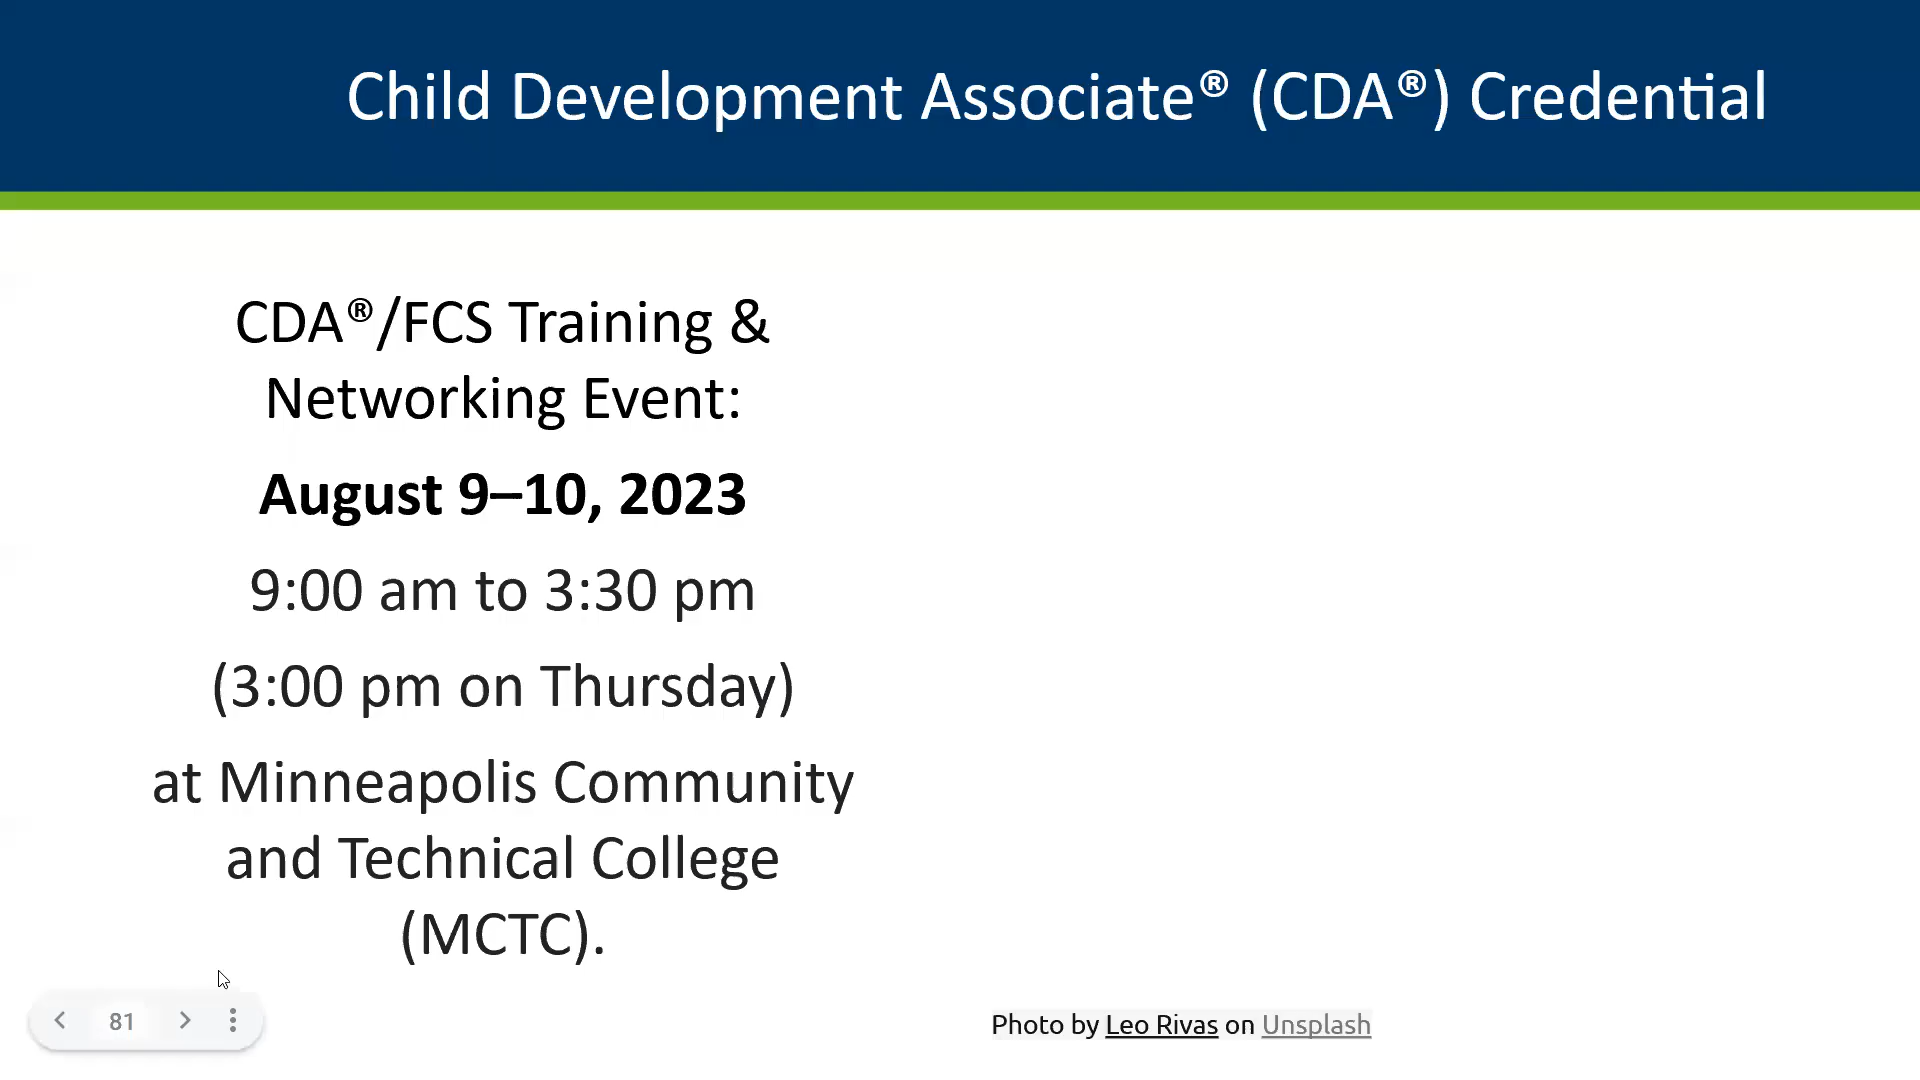 Child Development Associate® (CDA®) Credential
CDA®/FCS Training &
Networking Event:
August 9–10, 2023
9:00 am to 3:30 pm
(3:00 pm on Thursday)
at Minneapolis Community
and Technical College
(MCTC).
81
Photo by Leo Rivas on Unsplash